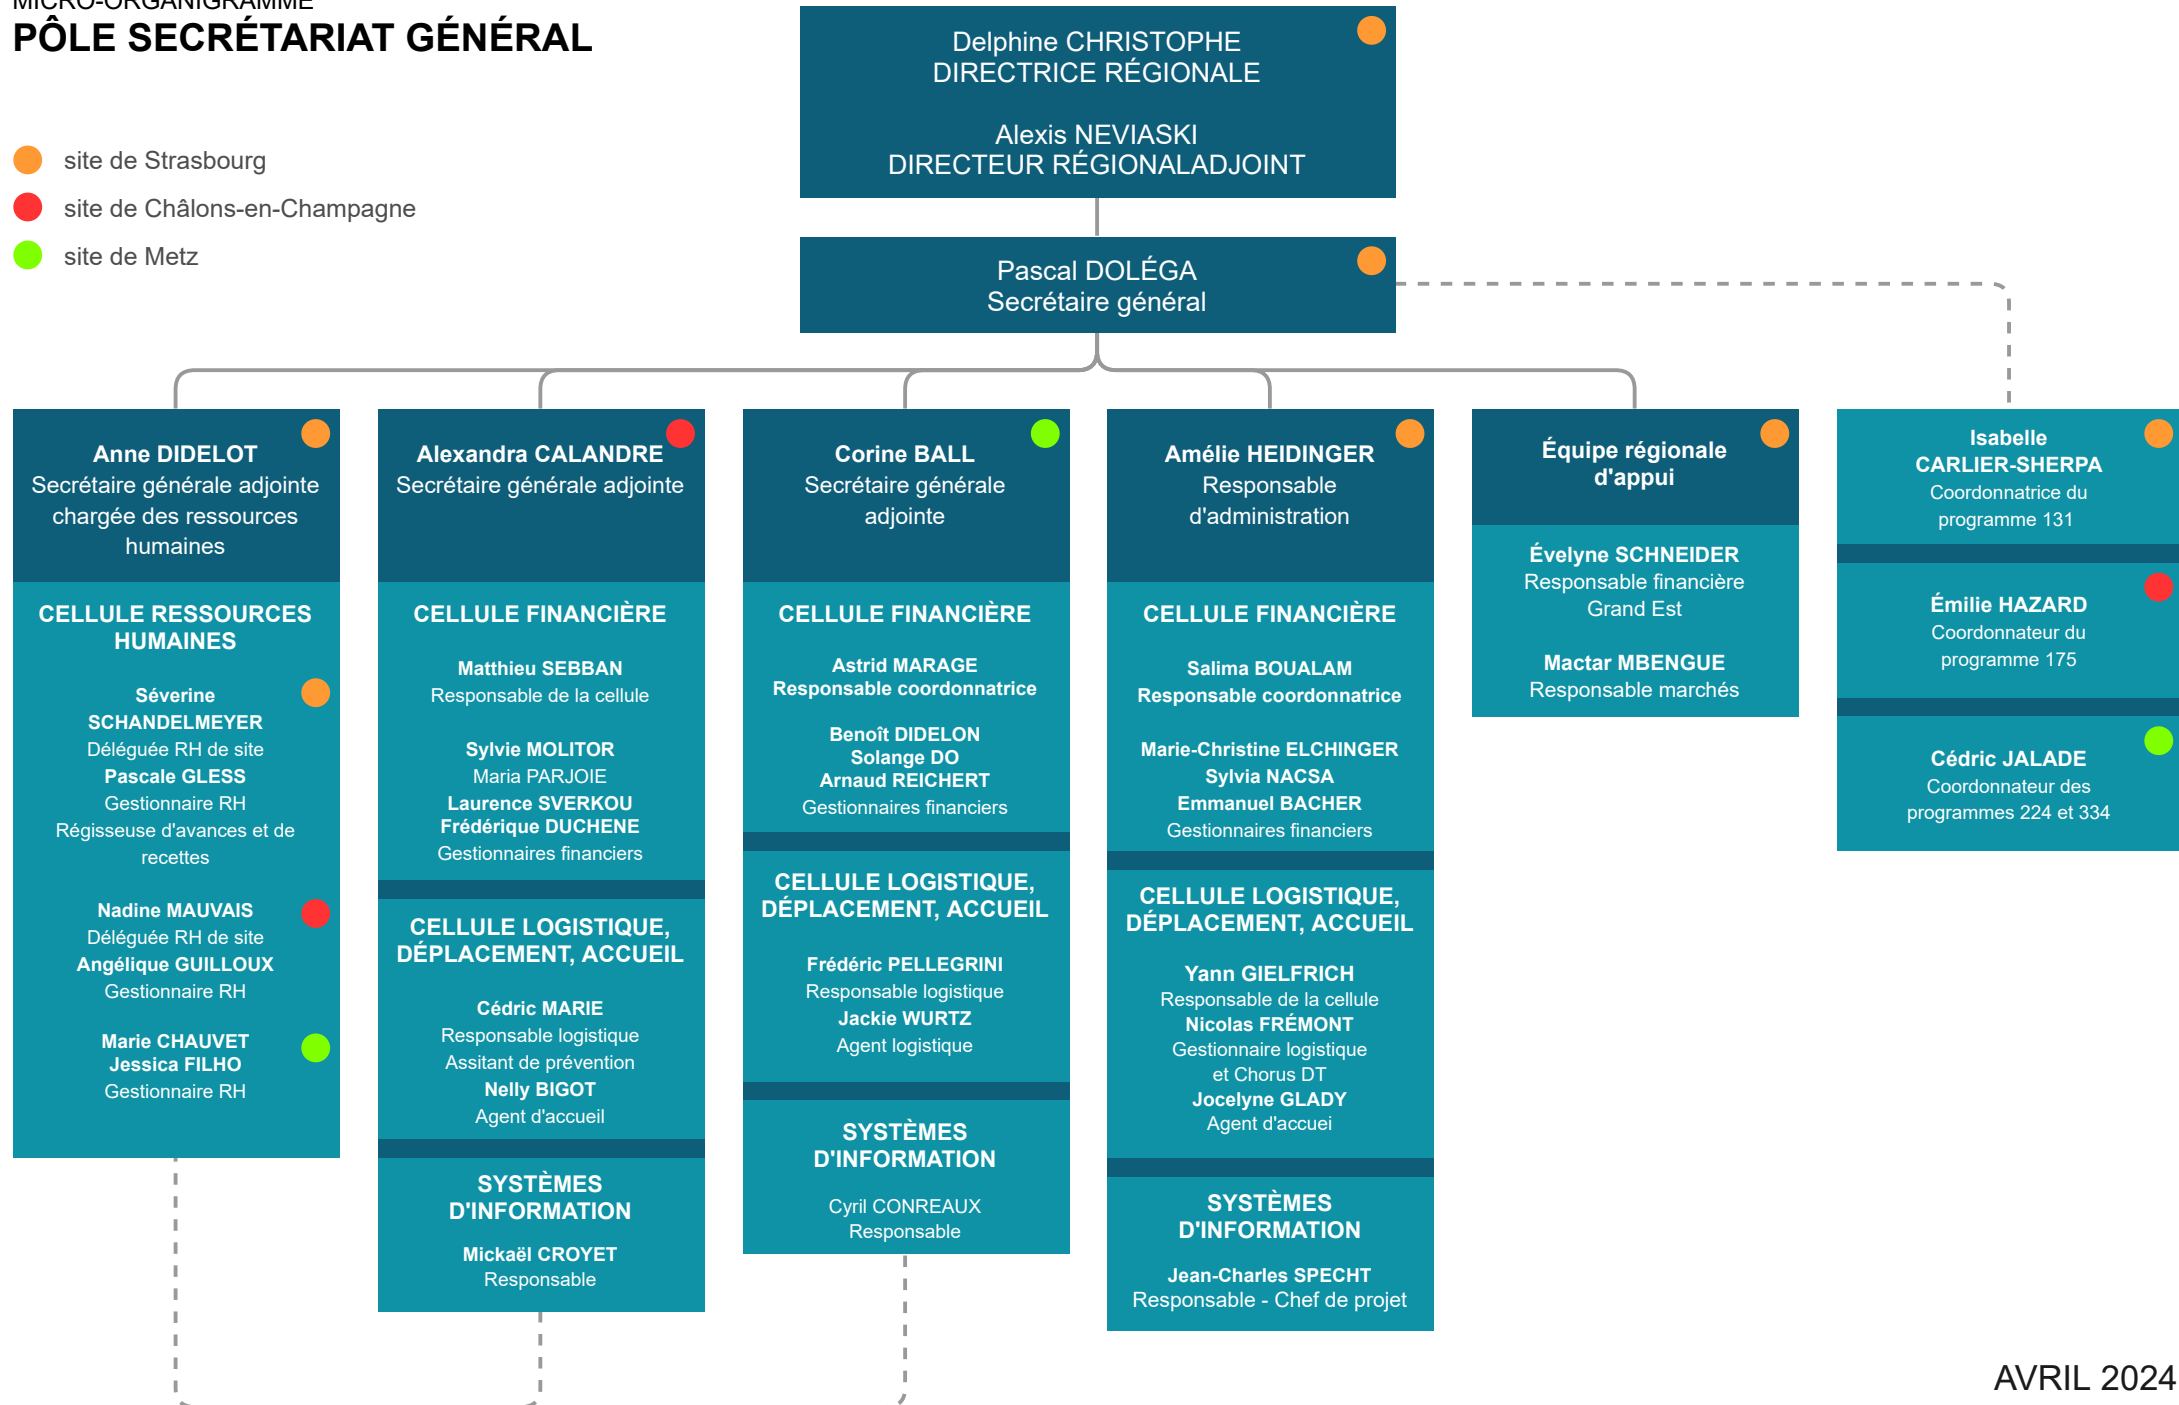 MICRO-ORGANIGRAMME
PÔLE SECRÉTARIAT GÉNÉRAL
site de Strasbourg
site de Châlons-en-Champagne
site de Metz
Delphine CHRISTOPHE
DIRECTRICE RÉGIONALE
Alexis NEVIASKI
DIRECTEUR RÉGIONALADJOINT
Pascal DOLÉGA
Secrétaire général
Anne DIDELOT
Secrétaire générale adjointe
chargée des ressources
humaines
CELLULE RESSOURCES
HUMAINES
Séverine
SCHANDELMEYER
Déléguée RH de site
Pascale GLESS
Gestionnaire RH
Régisseuse d'avances et de
recettes
Nadine MAUVAIS
Déléguée RH de site
Angélique GUILLOUX
Gestionnaire RH
Marie CHAUVET
Jessica FILHO
Gestionnaire RH
Alexandra CALANDRE
Secrétaire générale adjointe
CELLULE FINANCIÈRE
Matthieu SEBBAN
Responsable de la cellule
Sylvie MOLITOR
Maria PARJOIE
Laurence SVERKOU
Frédérique DUCHENE
Gestionnaires financiers
CELLULE LOGISTIQUE,
DÉPLACEMENT, ACCUEIL
Cédric MARIE
Responsable logistique
Assitant de prévention
Nelly BIGOT
Agent d'accueil
SYSTÈMES
D'INFORMATION
Mickaël CROYET
Responsable
Corine BALL
Secrétaire générale
adjointe
CELLULE FINANCIÈRE
Astrid MARAGE
Responsable coordonnatrice
Benoît DIDELON
Solange DO
Arnaud REICHERT
Gestionnaires financiers
CELLULE LOGISTIQUE,
DÉPLACEMENT, ACCUEIL
Frédéric PELLEGRINI
Responsable logistique
Jackie WURTZ
Agent logistique
SYSTÈMES
D'INFORMATION
Cyril CONREAUX
Responsable
Amélie HEIDINGER
Responsable
d'administration
CELLULE FINANCIÈRE
Salima BOUALAM
Responsable coordonnatrice
Marie-Christine ELCHINGER
Sylvia NACSA
Emmanuel BACHER
Gestionnaires financiers
CELLULE LOGISTIQUE,
DÉPLACEMENT, ACCUEIL
Yann GIELFRICH
Responsable de la cellule
Nicolas FRÉMONT
Gestionnaire logistique
et Chorus DT
Jocelyne GLADY
Agent d'accuei
SYSTÈMES
D'INFORMATION
Jean-Charles SPECHT
Responsable - Chef de projet
Équipe régionale
d'appui
Évelyne SCHNEIDER
Responsable financière
Grand Est
Mactar MBENGUE
Responsable marchés
Isabelle
CARLIER-SHERPA
Coordonnatrice du
programme 131
Émilie HAZARD
Coordonnateur du
programme 175
Cédric JALADE
Coordonnateur des
programmes 224 et 334
AVRIL 2024